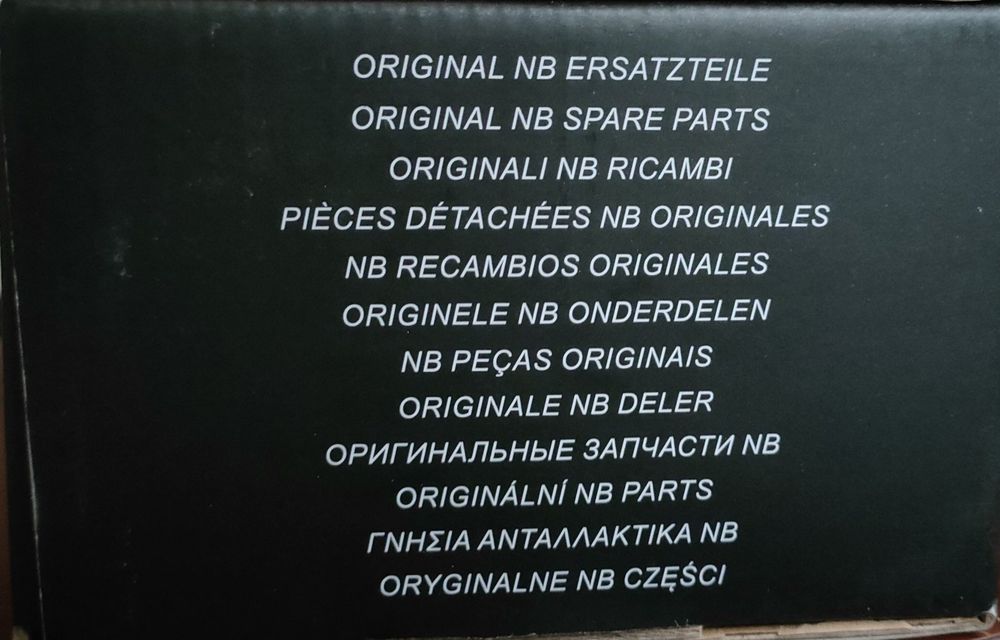 ORIGINAL NB ERSATZTEILE
ORIGINAL NB SPARE PARTS
ORIGINALI NB RICAMBI
PIÈCES DÉTACHÉES NB ORIGINALES
NB RECAMBIOS ORIGINALES
ORIGINELE NB ONDERDELEN
NB PEÇAS ORIGINAIS
ORIGINALE NB DELER
ОРИГИНАЛЬНЫЕ ЗАПЧАСТИ NB
ORIGINÁLNÍ NB PARTS
ΓΝΗΣΙΑ ΑΝΤΑΛΛΑΚΤΙΚΑ NB
ORYGINALNE NB CZĘŚCI